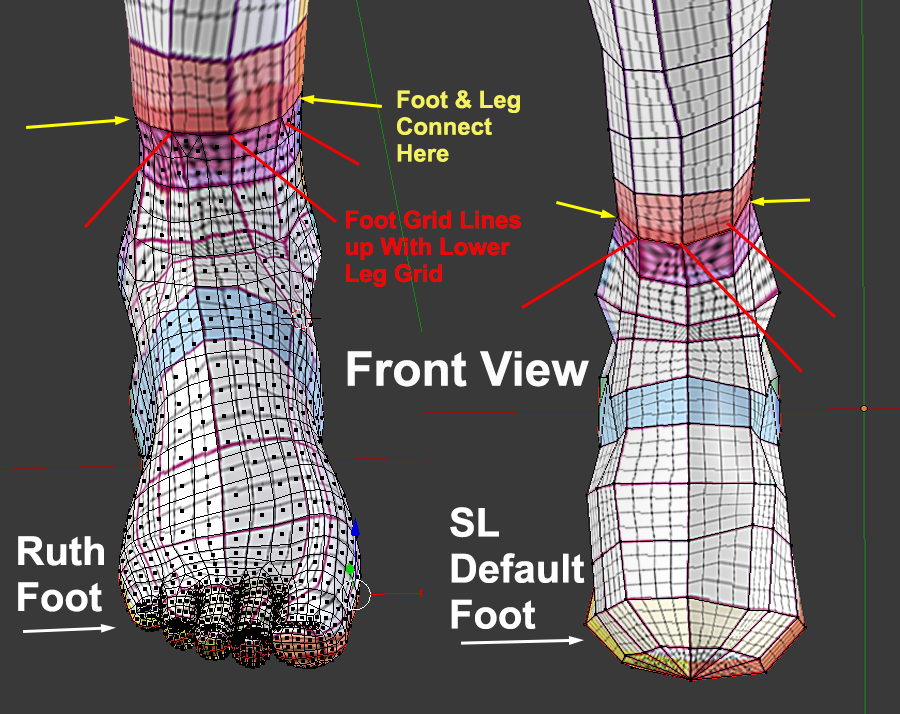 Foot & Leg
Connect
Here
Foot Grid Lines
up With Lower
Leg Grid
Front View
Ruth
Foot
SL
Default
Foot